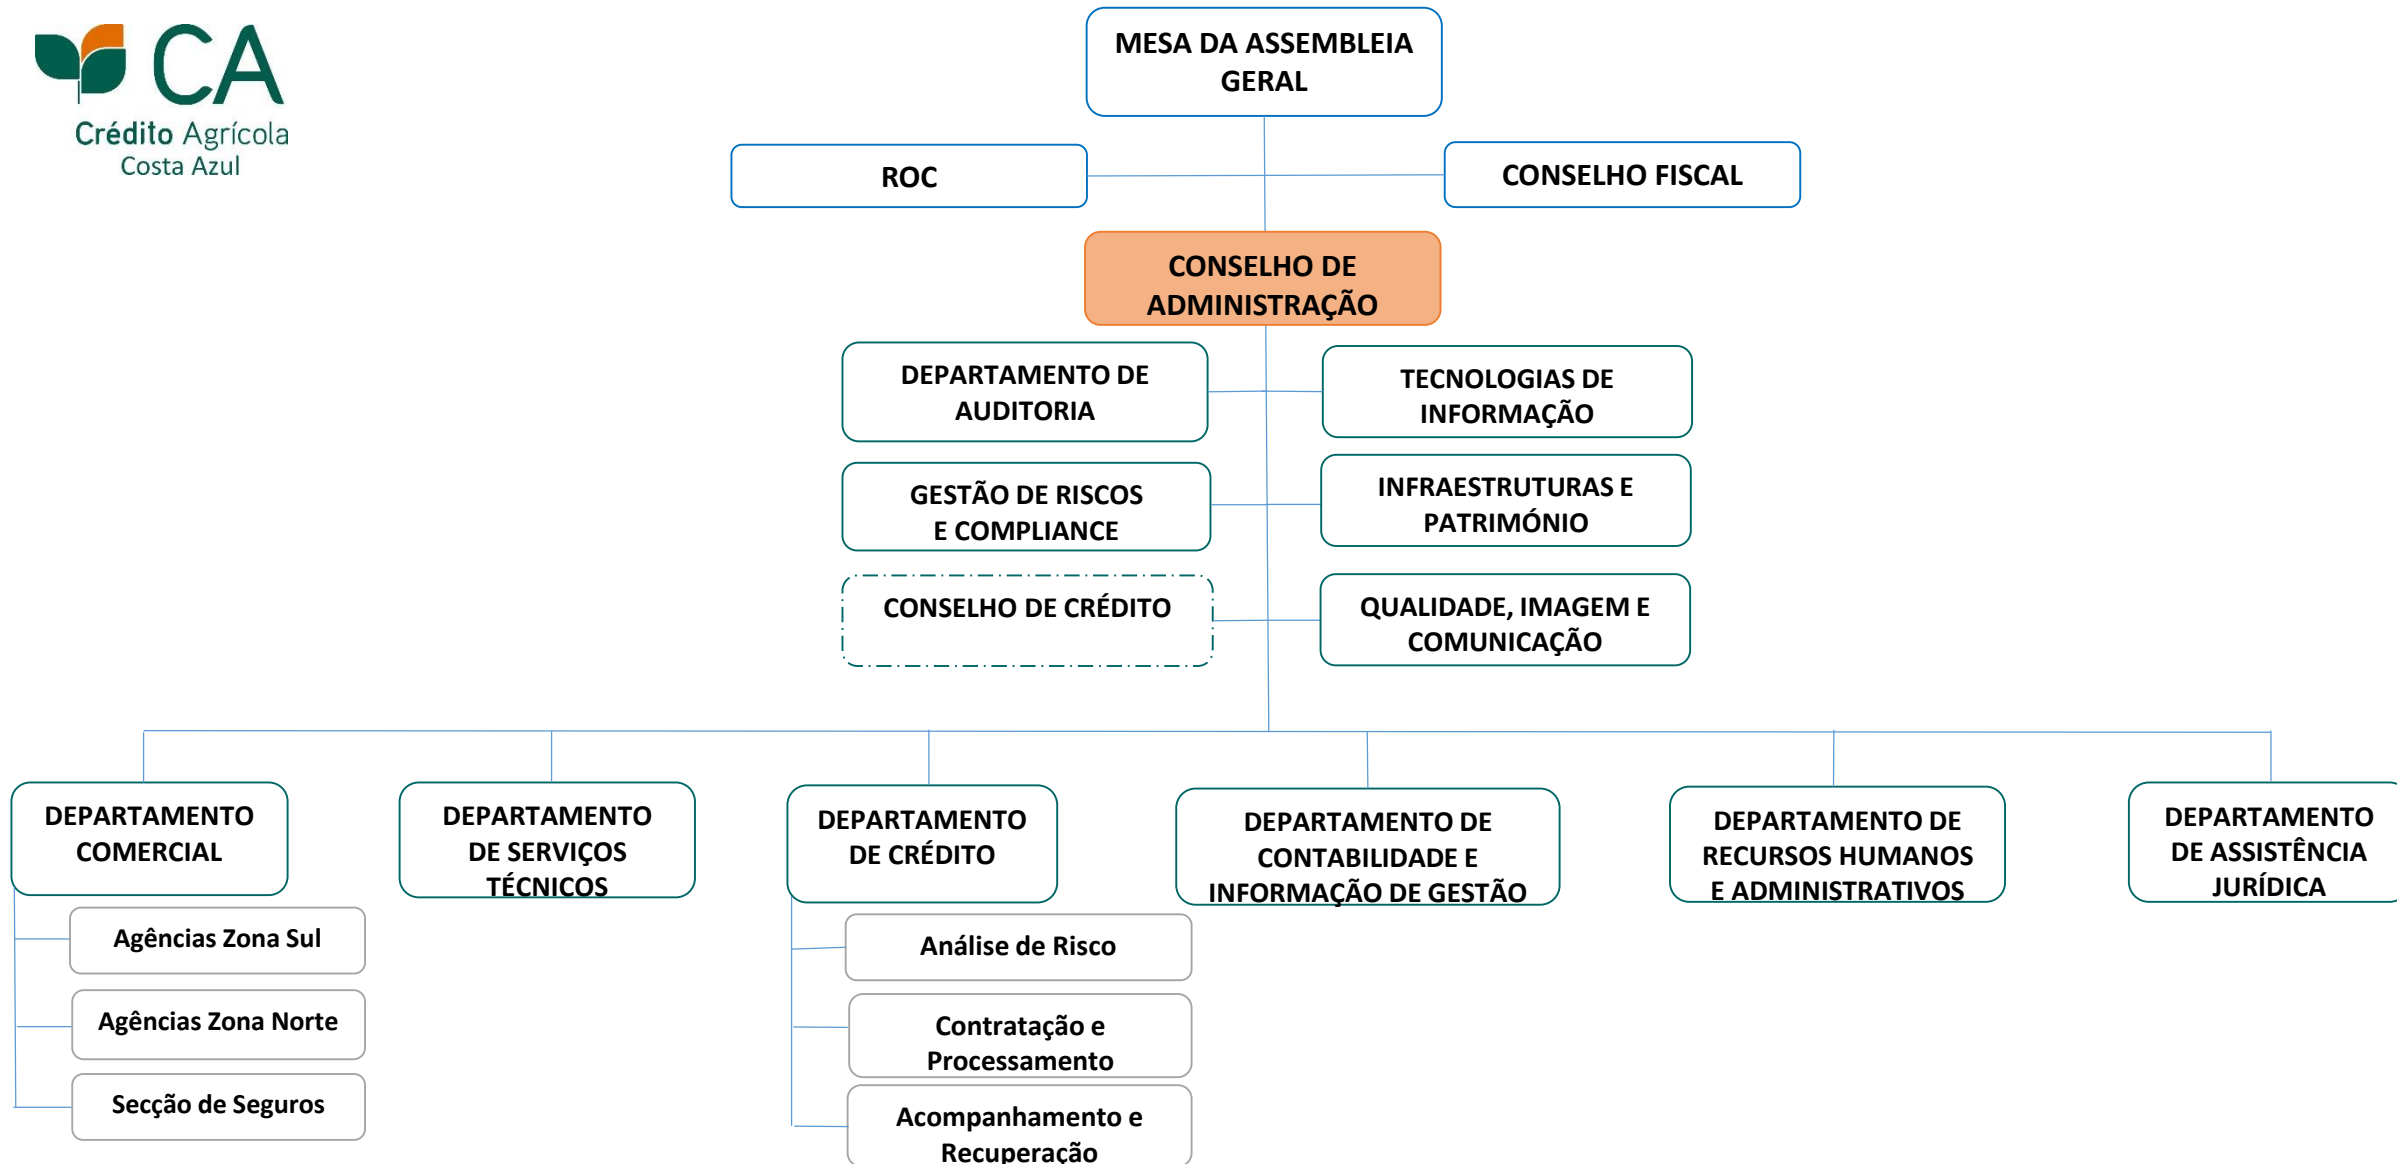 CA
Crédito Agrícola
Costa Azul
MESA DA ASSEMBLEIA
GERAL
ROC
CONSELHO FISCAL
CONSELHO DE
ADMINISTRAÇÃO
DEPARTAMENTO DE
AUDITORIA
TECNOLOGIAS DE
INFORMAÇÃO
GESTÃO DE RISCOS
E COMPLIANCE
INFRAESTRUTURAS E
PATRIMÓNIO
CONSELHO DE CRÉDITO
QUALIDADE, IMAGEM E
COMUNICAÇÃO
DEPARTAMENTO
COMERCIAL
DEPARTAMENTO
DE SERVIÇOS
TÉCNICOS
DEPARTAMENTO
DE CRÉDITO
DEPARTAMENTO DE
CONTABILIDADE E
INFORMAÇÃO DE GESTÃO
DEPARTAMENTO DE
RECURSOS HUMANOS
E ADMINISTRATIVOS
DEPARTAMENTO
DE ASSISTÊNCIA
JURÍDICA
Agências Zona Sul
Agências Zona Norte
Secção de Seguros
Análise de Risco
Contratação e
Processamento
Acompanhamento e
Recuperação